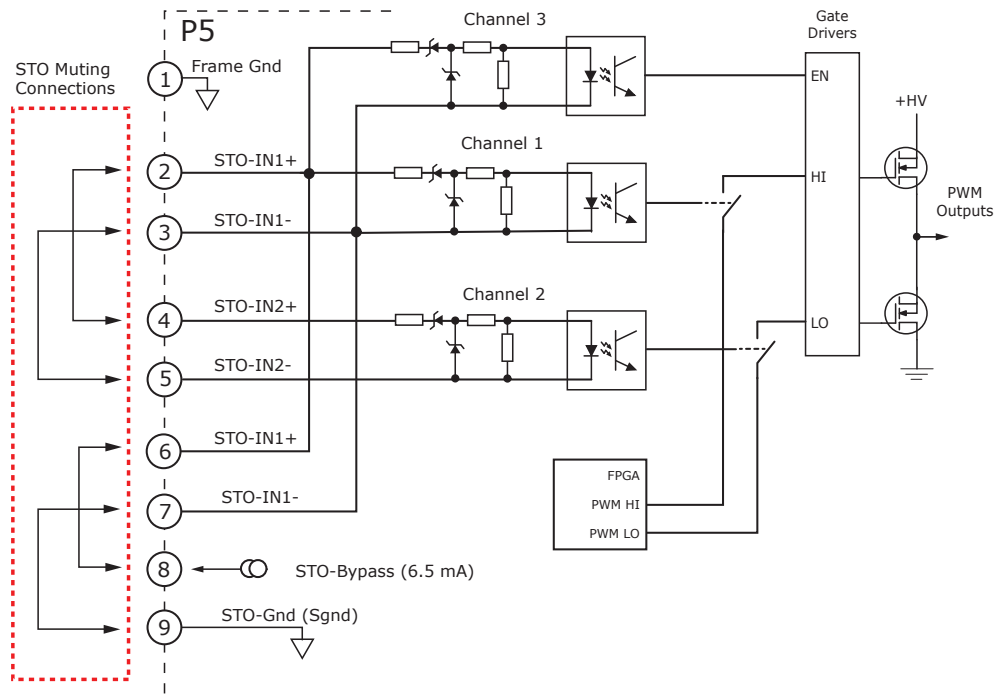 P5
Channel 3
Gate
Drivers
STO Muting
Connections
1
Frame Gnd
EN
+HV
2
STO-IN1+
Channel 1
HI
3
STO-IN1-
PWM
Outputs
4
STO-IN2+
Channel 2
LO
5
STO-IN2-
6
STO-IN1+
FPGA
7
STO-IN1-
PWM HI
PWM LO
8
STO-Bypass (6.5 mA)
9
STO-Gnd (Sgnd)